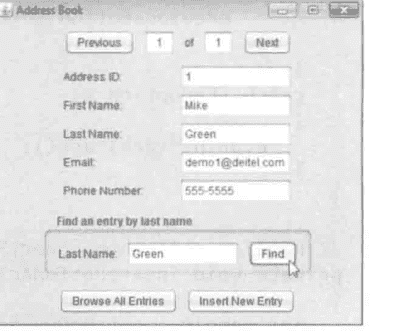 Address Book
Previous 1 of 1 Next
Address ID: 1
First Name: Mike
Last Name: Green
Email: demo1@deitel.com
Phone Number: 555-5555
Find an entry by last name
Last Name: Green Find
Browse All Entries Insert New Entry